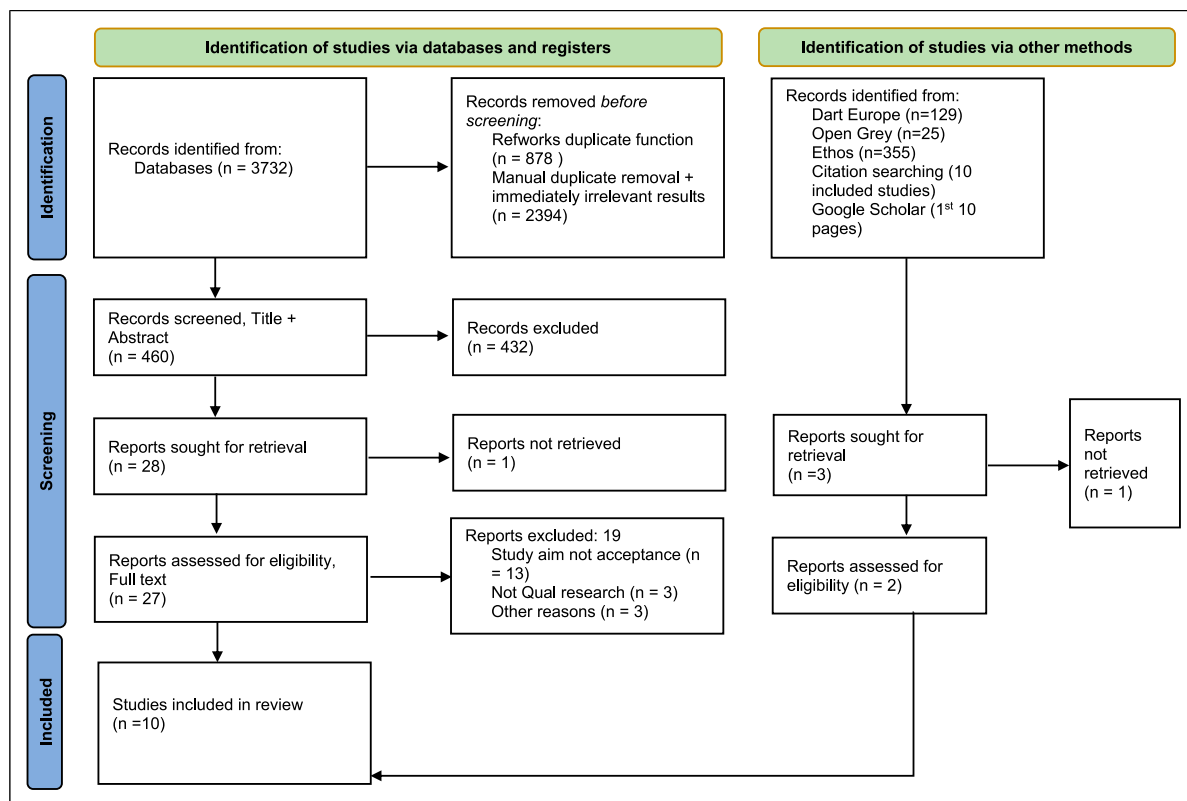 Identification of studies via databases and registers
Identification of studies via other methods
Identification
Records identified from:
Databases (n = 3732)
Records removed before
screening:
Refworks duplicate function
(n = 878 )
Manual duplicate removal +
immediately irrelevant results
(n = 2394)
Records identified from:
Dart Europe (n=129)
Open Grey (n=25)
Ethos (n=355)
Citation searching (10
included studies)
Google Scholar (1st 10
pages)
Screening
Records screened, Title +
Abstract
(n = 460)
Records excluded
(n = 432)
Reports sought for retrieval
(n = 28)
Reports not retrieved
(n = 1)
Reports sought for
retrieval
(n =3)
Reports
not
retrieved
(n = 1)
Reports assessed for eligibility,
Full text
(n = 27)
Reports excluded: 19
Study aim not acceptance (n
= 13)
Not Qual research (n = 3)
Other reasons (n = 3)
Reports assessed for
eligibility (n = 2)
Included
Studies included in review
(n =10)